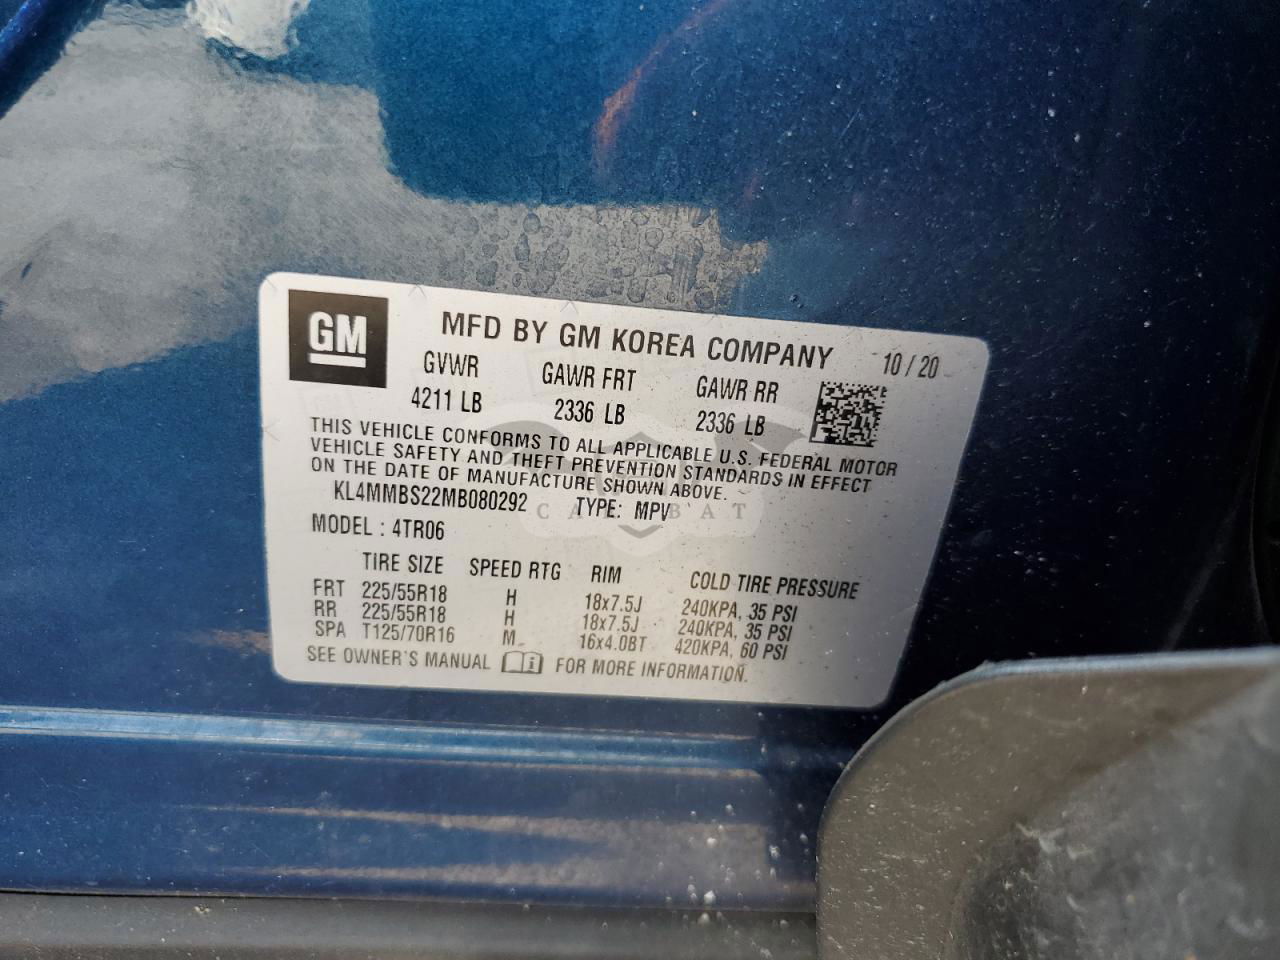 GM
MFD BY GM KOREA COMPANY 10/20
GVWR GAWR FRT GAWR RR
4211 LB 2336 LB 2336 LB
THIS VEHICLE CONFORMS TO ALL APPLICABLE U.S. FEDERAL MOTOR
VEHICLE SAFETY AND THEFT PREVENTION STANDARDS IN EFFECT
ON THE DATE OF MANUFACTURE SHOWN ABOVE.
KL4MMBS22MB080292 TYPE: MPV
MODEL : 4TR06
TIRE SIZE SPEED RTG RIM COLD TIRE PRESSURE
FRT 225/55R18 H 18x7.5J 240KPA, 35 PSI
RR 225/55R18 H 18x7.5J 240KPA, 35 PSI
SPA T125/70R16 M 16x4.0BT 420KPA, 60 PSI
SEE OWNER'S MANUAL FOR MORE INFORMATION.